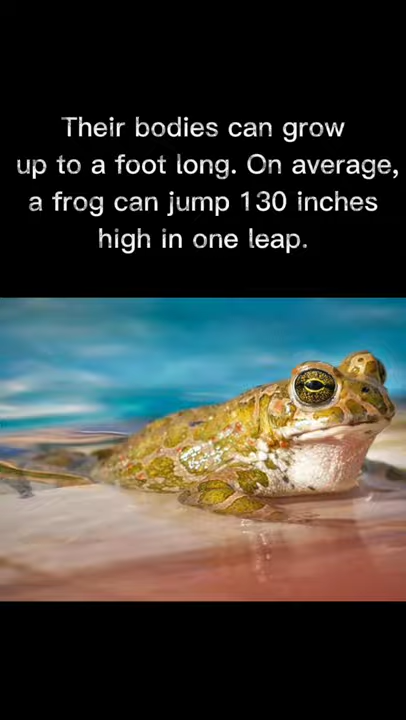 Their bodies can grow
up to a foot long. On average,
a frog can jump 130 inches
high in one leap.